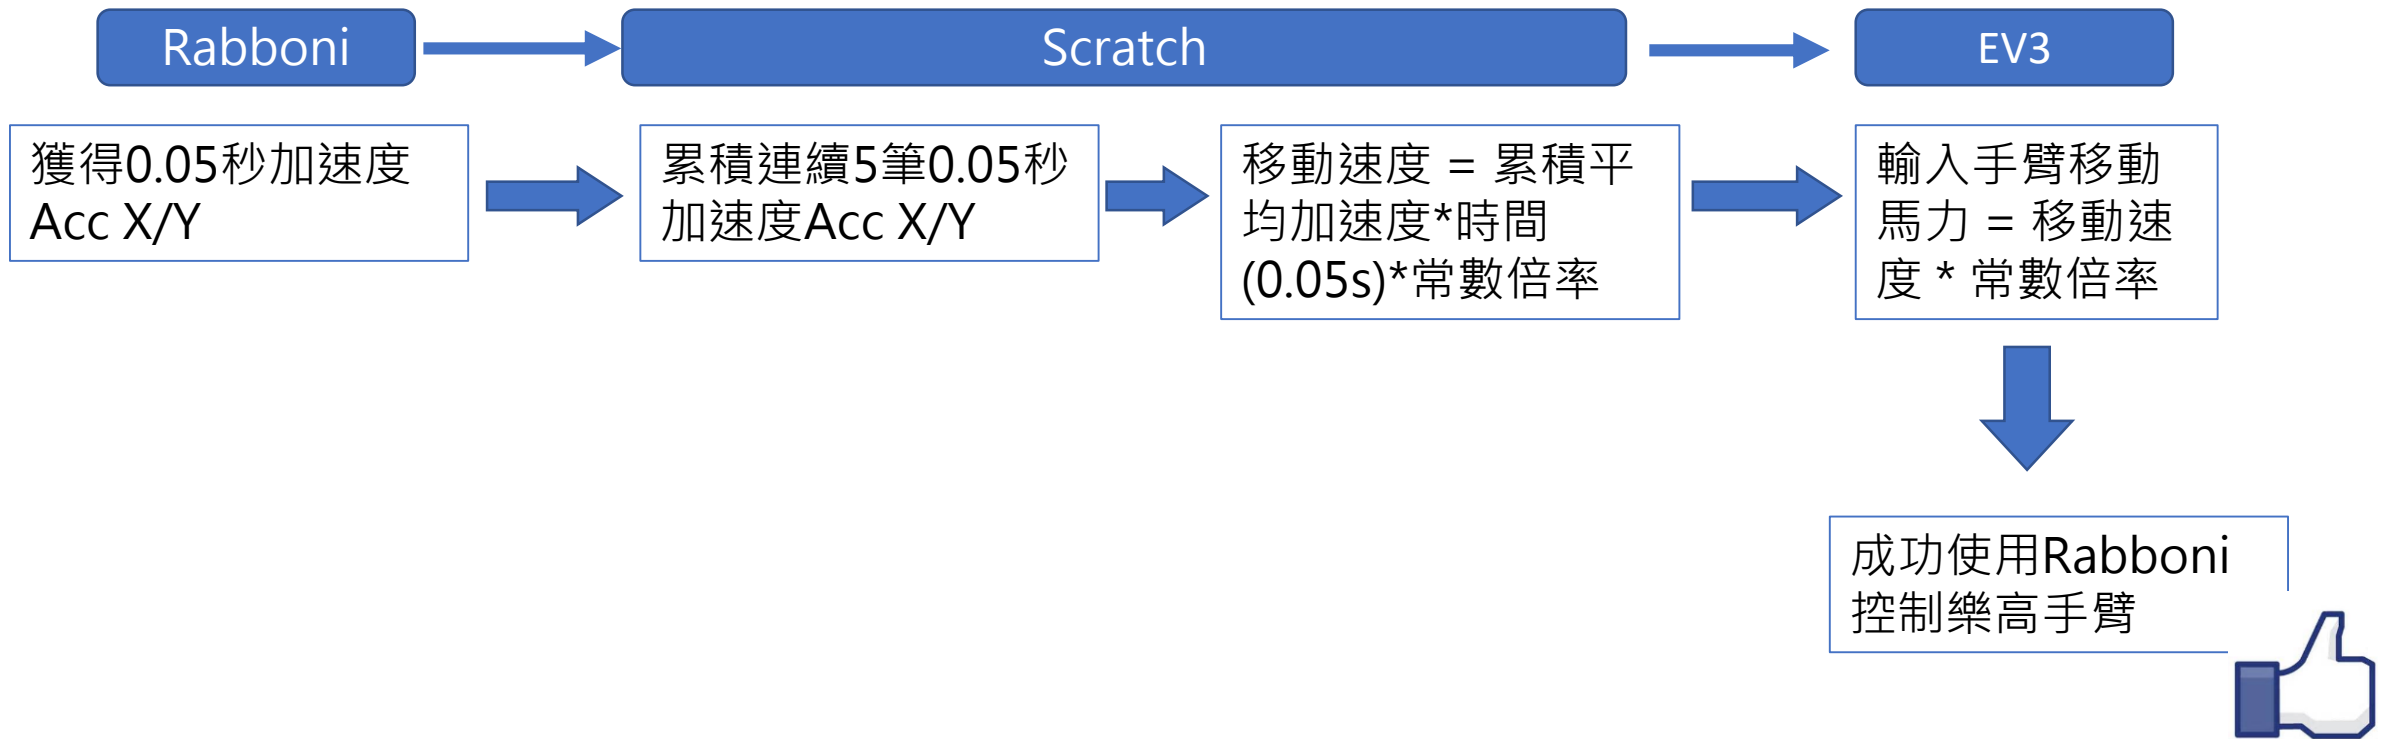 Rabboni
Scratch
EV3
獲得0.05秒加速度
Acc X/Y
累積連續5筆0.05秒
加速度Acc X/Y
移動速度 = 累積平
均加速度*時間
(0.05s)*常數倍率
輸入手臂移動
馬力 = 移動速
度 * 常數倍率
成功使用Rabboni
控制樂高手臂